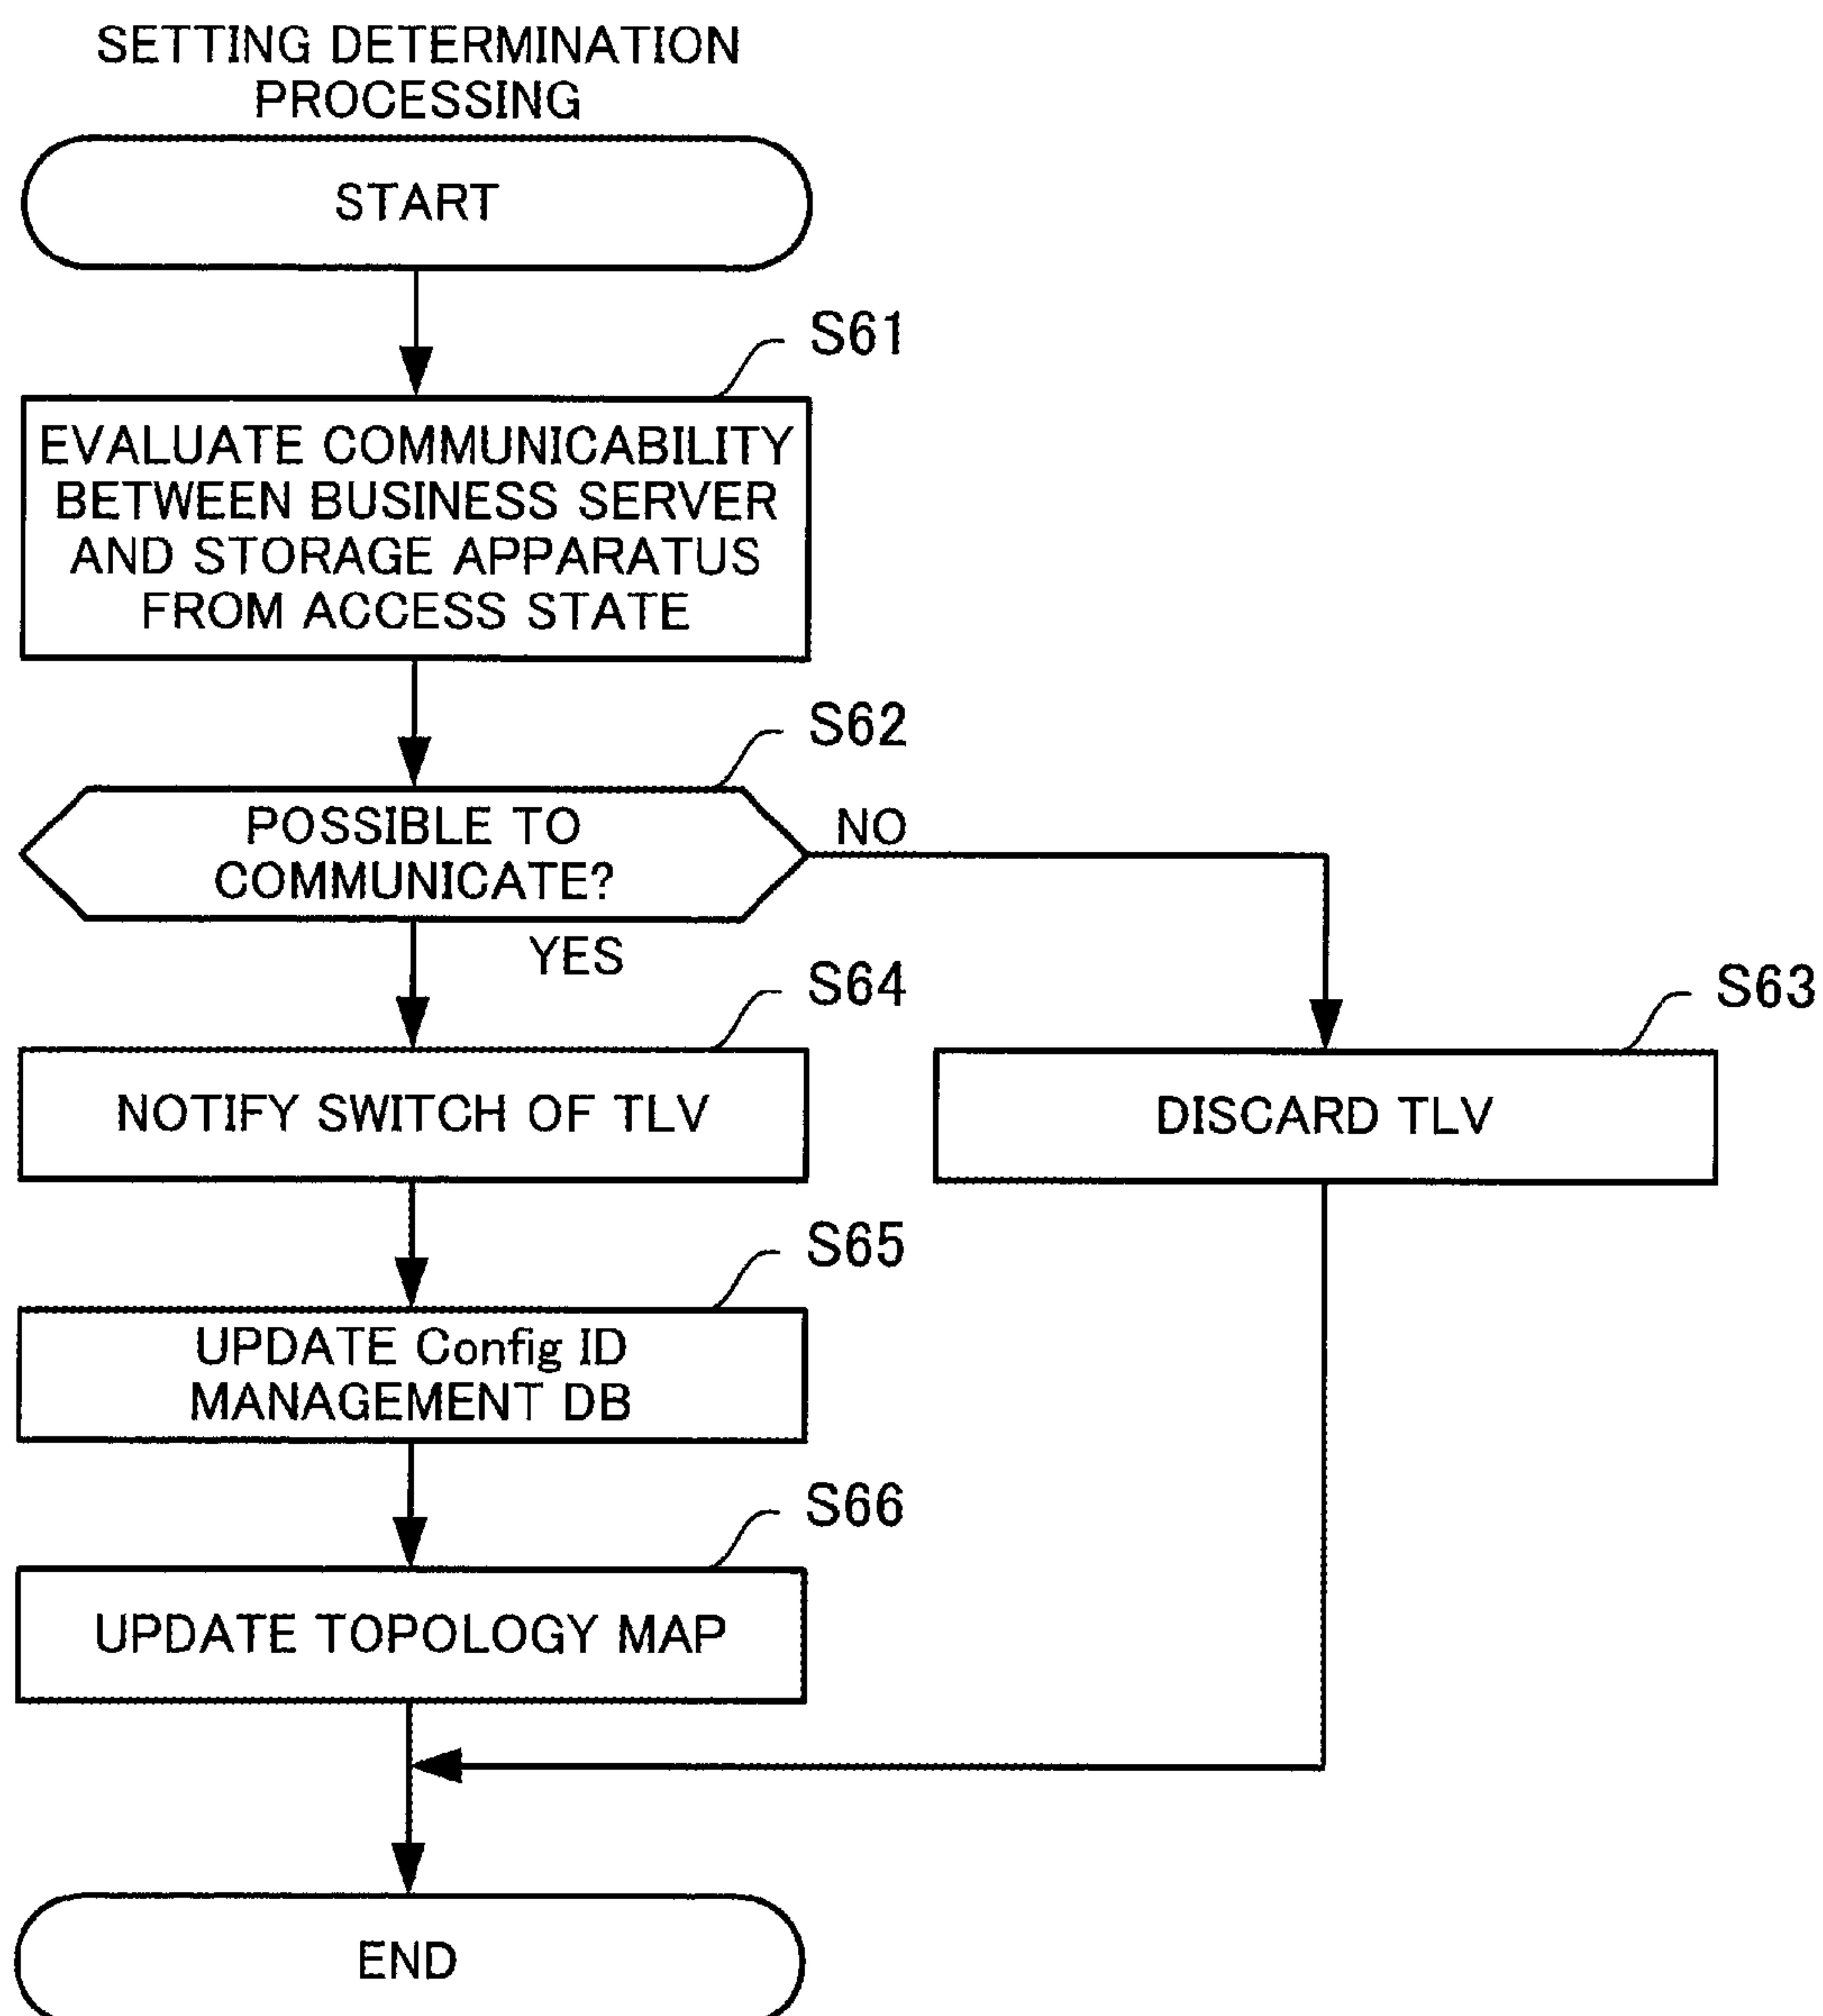 SETTING DETERMINATION
PROCESSING
START
S61
EVALUATE COMMUNICABILITY
BETWEEN BUSINESS SERVER
AND STORAGE APPARATUS
FROM ACCESS STATE
S62
POSSIBLE TO
COMMUNICATE?
NO
YES
S64
NOTIFY SWITCH OF TLV
S63
DISCARD TLV
S65
UPDATE Config ID
MANAGEMENT DB
S66
UPDATE TOPOLOGY MAP
END